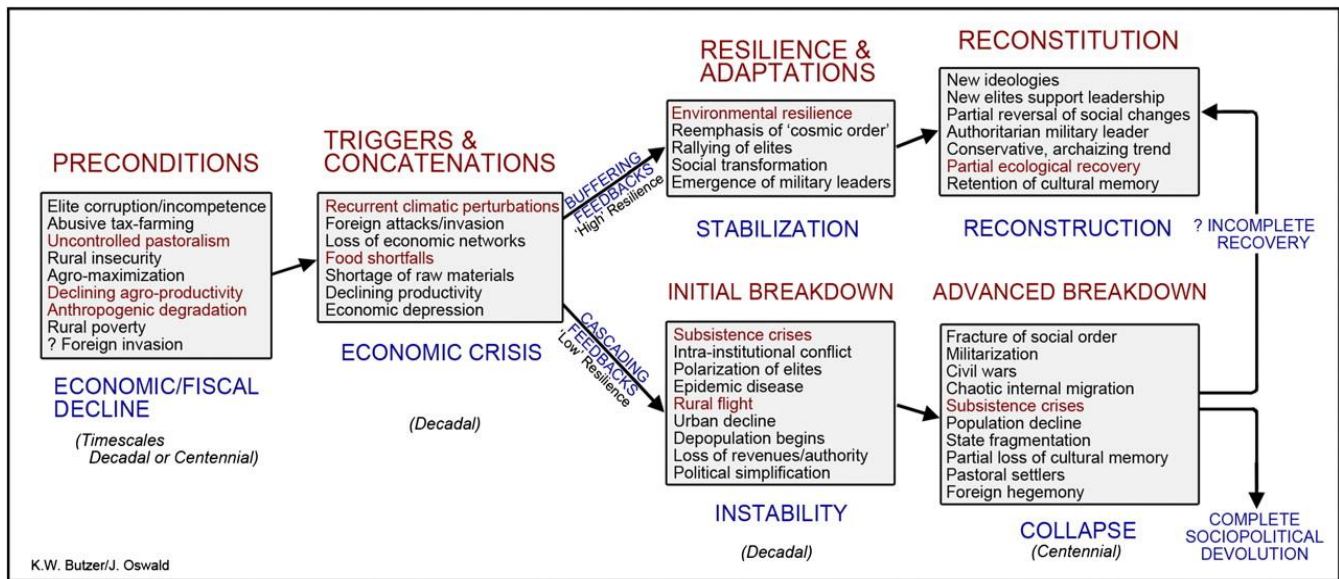 PRECONDITIONS
Elite corruption/incompetence
Abusive tax-farming
Uncontrolled pastoralism
Rural insecurity
Agro-maximization
Declining agro-productivity
Anthropogenic degradation
Rural poverty
? Foreign invasion
ECONOMIC/FISCAL
DECLINE
(Timescales
Decadal or Centennial)
TRIGGERS &
CONCATENATIONS
Recurrent climatic perturbations
Foreign attacks/invasion
Loss of economic networks
Food shortfalls
Shortage of raw materials
Declining productivity
Economic depression
ECONOMIC CRISIS
(Decadal)
BUFFERING
FEEDBACKS
'High' Resilience
RESILIENCE &
ADAPTATIONS
Environmental resilience
Reemphasis of ‘cosmic order’
Rallying of elites
Social transformation
Emergence of military leaders
STABILIZATION
RECONSTITUTION
New ideologies
New elites support leadership
Partial reversal of social changes
Authoritarian military leader
Conservative, archaizing trend
Partial ecological recovery
Retention of cultural memory
RECONSTRUCTION
? INCOMPLETE
RECOVERY
CASCADING
FEEDBACKS
'Low' Resilience
INITIAL BREAKDOWN
Subsistence crises
Intra-institutional conflict
Polarization of elites
Epidemic disease
Rural flight
Urban decline
Depopulation begins
Loss of revenues/authority
Political simplification
INSTABILITY
(Decadal)
ADVANCED BREAKDOWN
Fracture of social order
Militarization
Civil wars
Chaotic internal migration
Subsistence crises
Population decline
State fragmentation
Partial loss of cultural memory
Pastoral settlers
Foreign hegemony
COLLAPSE
(Centennial)
COMPLETE
SOCIOPOLITICAL
DEVOLUTION
K.W. Butzer/J. Oswald